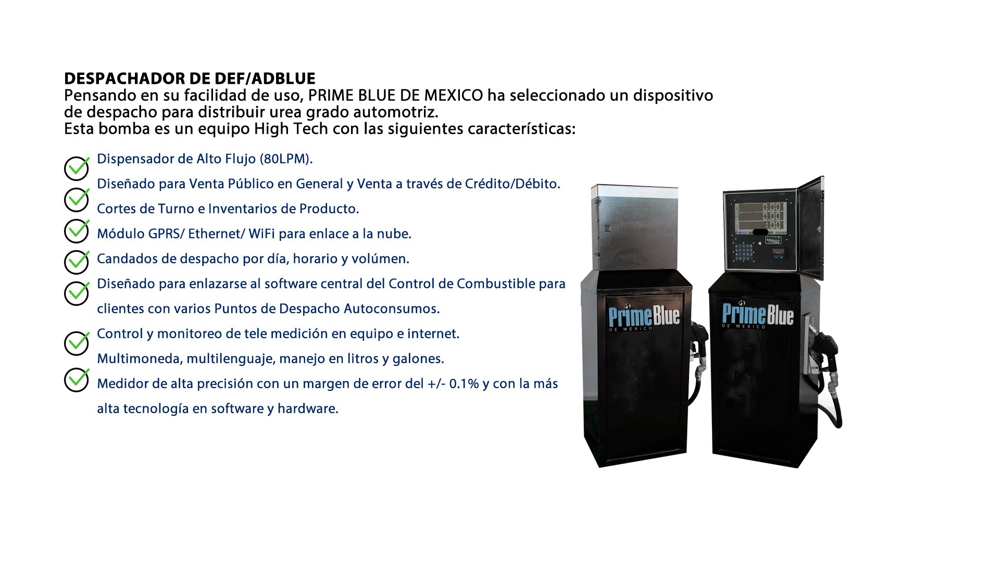 DESPACHADOR DE DEF/ADBLUE
Pensando en su facilidad de uso, PRIME BLUE DE MEXICO ha seleccionado un dispositivo
de despacho para distribuir urea grado automotriz.
Esta bomba es un equipo High Tech con las siguientes características:
Dispensador de Alto Flujo (80LPM).
Diseñado para Venta Público en General y Venta a través de Crédito/Débito.
Cortes de Turno e Inventarios de Producto.
Módulo GPRS/ Ethernet/ WiFi para enlace a la nube.
Candados de despacho por día, horario y volúmen.
Diseñado para enlazarse al software central del Control de Combustible para
clientes con varios Puntos de Despacho Autoconsumos.
Control y monitoreo de tele medición en equipo e internet.
Multimoneda, multilenguaje, manejo en litros y galones.
Medidor de alta precisión con un margen de error del +/- 0.1% y con la más
alta tecnología en software y hardware.
0.00
0.00
1.00
PrimeBlue
DE MEXICO
PrimeBlue
DE MEXICO